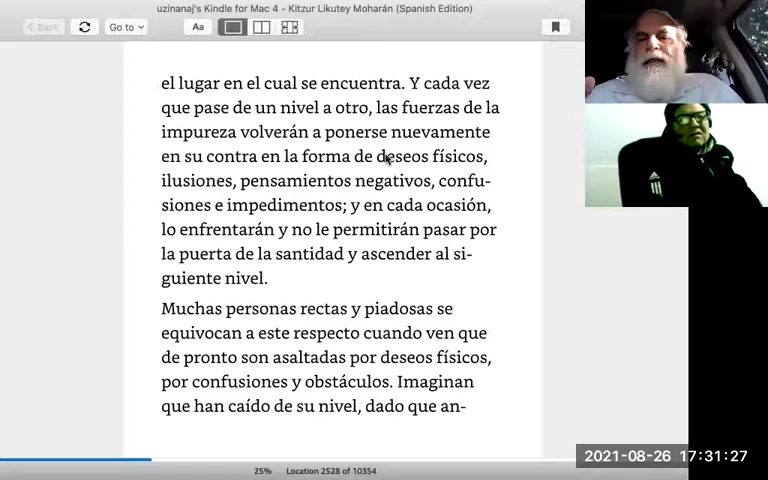 uzinanaj's Kindle for Mac 4 - Kitzur Likutey Moharán (Spanish Edition)
Back
Go to
Aa
el lugar en el cual se encuentra. Y cada vez
que pase de un nivel a otro, las fuerzas de la
impureza volverán a ponerse nuevamente
en su contra en la forma de deseos físicos,
ilusiones, pensamientos negativos, confu-
siones e impedimentos; y en cada ocasión,
lo enfrentarán y no le permitirán pasar por
la puerta de la santidad y ascender al si-
guiente nivel.
Muchas personas rectas y piadosas se
equivocan a este respecto cuando ven que
de pronto son asaltadas por deseos físicos,
por confusiones y obstáculos. Imaginan
que han caído de su nivel, dado que an-
25%
Location 2528 of 10354
2021-08-26 17:31:27